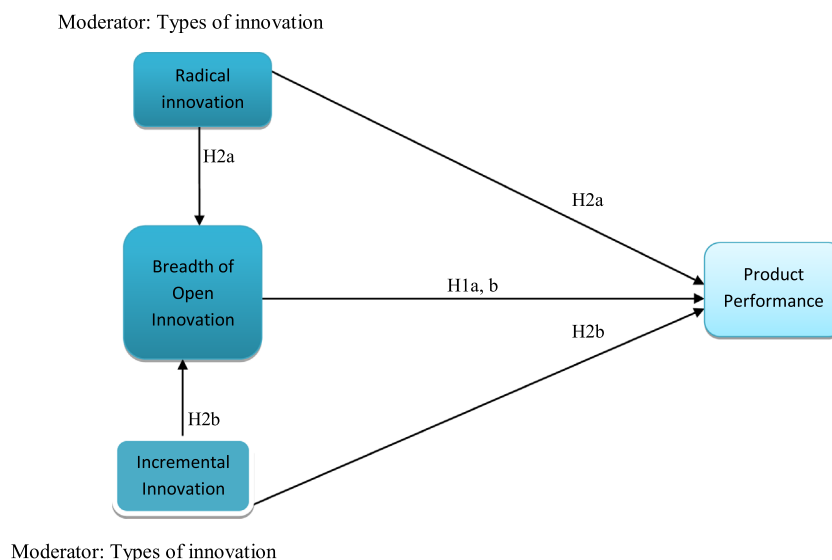 Moderator: Types of innovation
Radical
innovation
H2a
H2a
Breadth of
Open
Innovation
H1a, b
Product
Performance
H2b
H2b
Incremental
Innovation
Moderator: Types of innovation